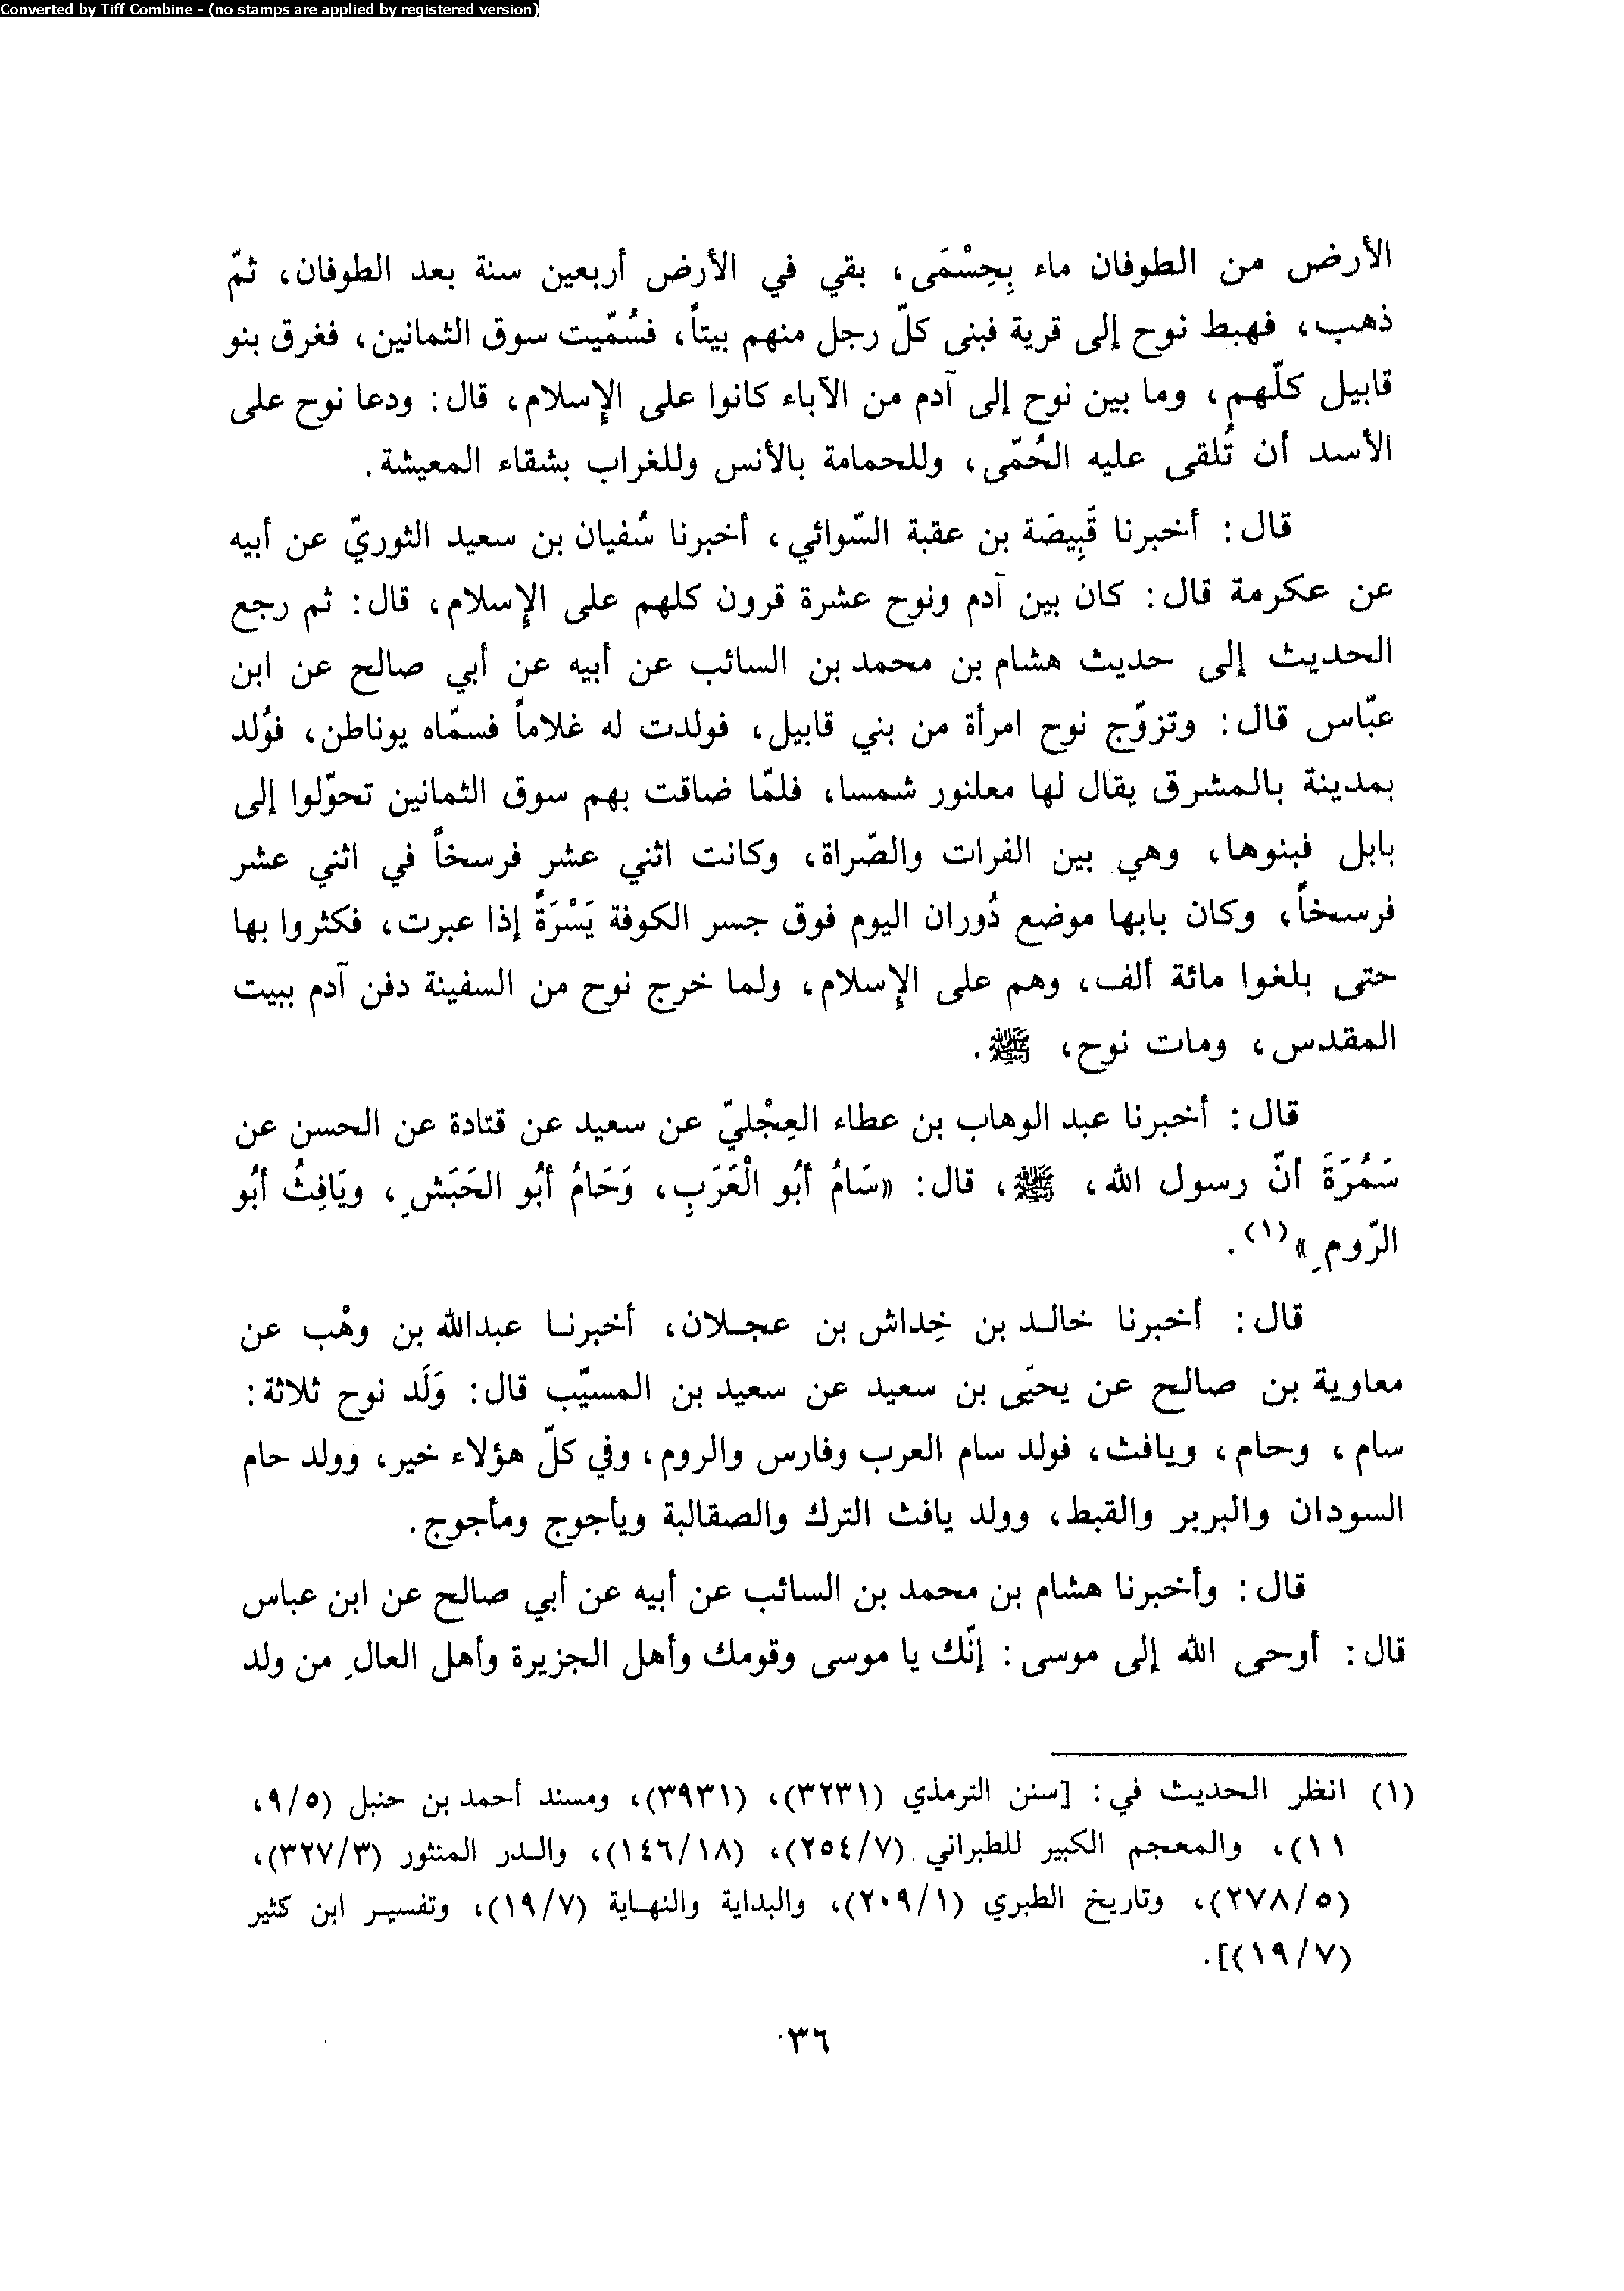 Converted by Tiff Combine - (no stamps are applied by registered version)
الأرض من الطوفان ماء بِحِسْمَى، بقي في الأرض أربعين سنة بعد الطوفان، ثمّ
ذهب، فهبط نوح إلى قرية فبنى كلّ رجل منهم بيتاً، فسُمّيت سوق الثمانين، فغرق بنو
قابيل كلّهم، وما بين نوح إلى آدم من الآباء كانوا على الإسلام، قال: ودعا نوح على
الأسد أن تُلقى عليه الحُمّى، وللحمامة بالأنس وللغراب بشقاء المعيشة.
قال: أخبرنا قَبِيصَة بن عقبة السّوائي، أخبرنا سُفيان بن سعيد الثوريّ عن أبيه
عن عكرمة قال: كان بين آدم ونوح عشرة قرون كلهم على الإسلام، قال: ثم رجع
الحديث إلى حديث هشام بن محمد بن السائب عن أبيه عن أبي صالح عن ابن
عبّاس قال: وتزوّج نوح امرأة من بني قابيل، فولدت له غلاماً فسمّاه يوناطن، فوُلد
بمدينة بالمشرق يقال لها معلنور شمسا، فلمّا ضاقت بهم سوق الثمانين تحوّلوا إلى
بابل فبنوها، وهي بين الفرات والصّراة، وكانت اثني عشر فرسخاً في اثني عشر
فرسخاً، وكان بابها موضع دُوران اليوم فوق جسر الكوفة يَسْرَةً إذا عبرت، فكثروا بها
حتى بلغوا مائة ألف، وهم على الإسلام، ولما خرج نوح من السفينة دفن آدم ببيت
المقدس، ومات نوح، ﷺ.
قال: أخبرنا عبد الوهاب بن عطاء العِجْليّ عن سعيد عن قتادة عن الحسن عن
سَمُرَةَ أنّ رسول الله، ﷺ، قال: «سَامُ أبُو الْعَرَبِ، وَحَامُ أبُو الحَبَشِ، ويَافِثُ أبُو
الرّومِ»(١).
قال: أخبرنا خالد بن خِداش بن عجلان، أخبرنا عبدالله بن وهْب عن
معاوية بن صالح عن يحيَى بن سعيد عن سعيد بن المسيّب قال: وَلَد نوح ثلاثة:
سام، وحام، ويافث، فولد سام العرب وفارس والروم، وفي كلّ هؤلاء خير، وولد حام
السودان والبربر والقبط، وولد يافث الترك والصقالبة ويأجوج ومأجوج.
قال: وأخبرنا هشام بن محمد بن السائب عن أبيه عن أبي صالح عن ابن عباس
قال: أوحى الله إلى موسى: إنّك يا موسى وقومك وأهل الجزيرة وأهل العالِ من ولد
(١) انظر الحديث في: [سنن الترمذي (٣٢٣١)، (٣٩٣١)، ومسند أحمد بن حنبل (٩/٥،
١١)، والمعجم الكبير للطبراني (٢٥٤/٧)، (١٤٦/١٨)، والدر المنثور (٣٢٧/٣)،
(٢٧٨/٥)، وتاريخ الطبري (٢٠٩/١)، والبداية والنهاية (١٩/٧)، وتفسير ابن كثير
(١٩/٧)].
٣٦